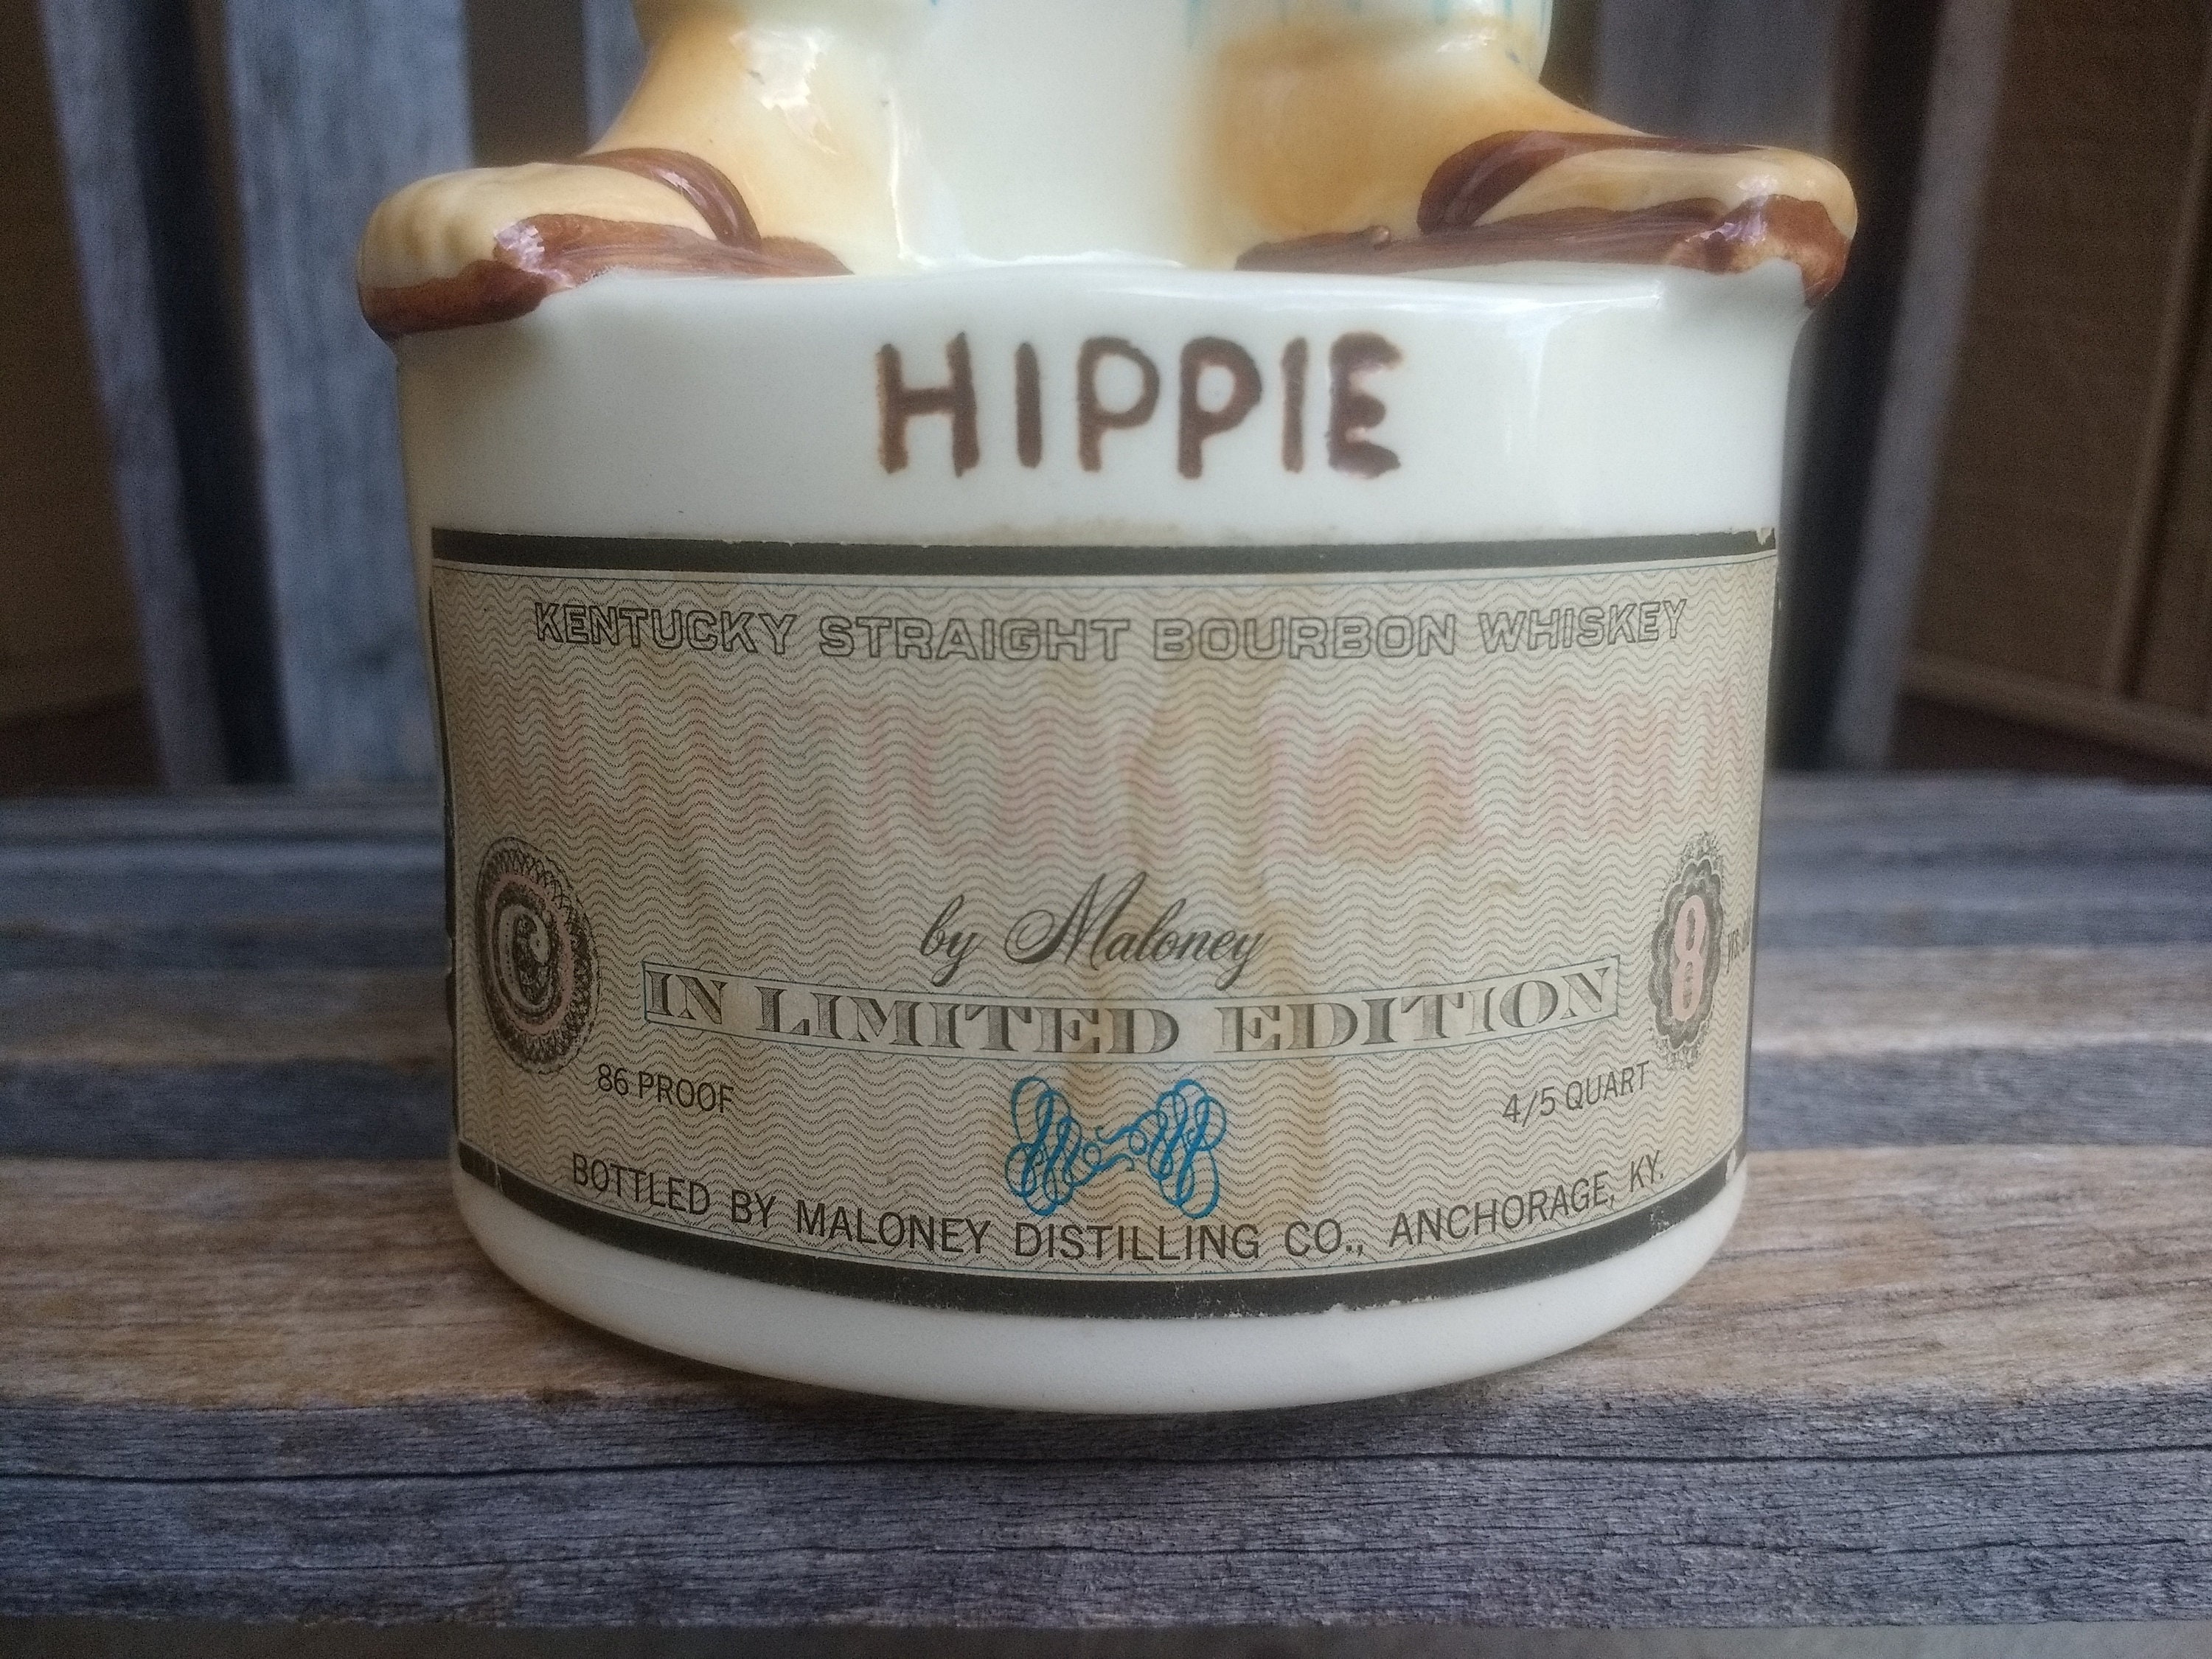 HIPPIE
KENTUCKY STRAIGHT BOURBON WHISKEY
by Maloney
IN LIMITED EDITION
8
86 PROOF
4/5 QUART
BOTTLED BY MALONEY DISTILLING CO., ANCHORAGE, KY.